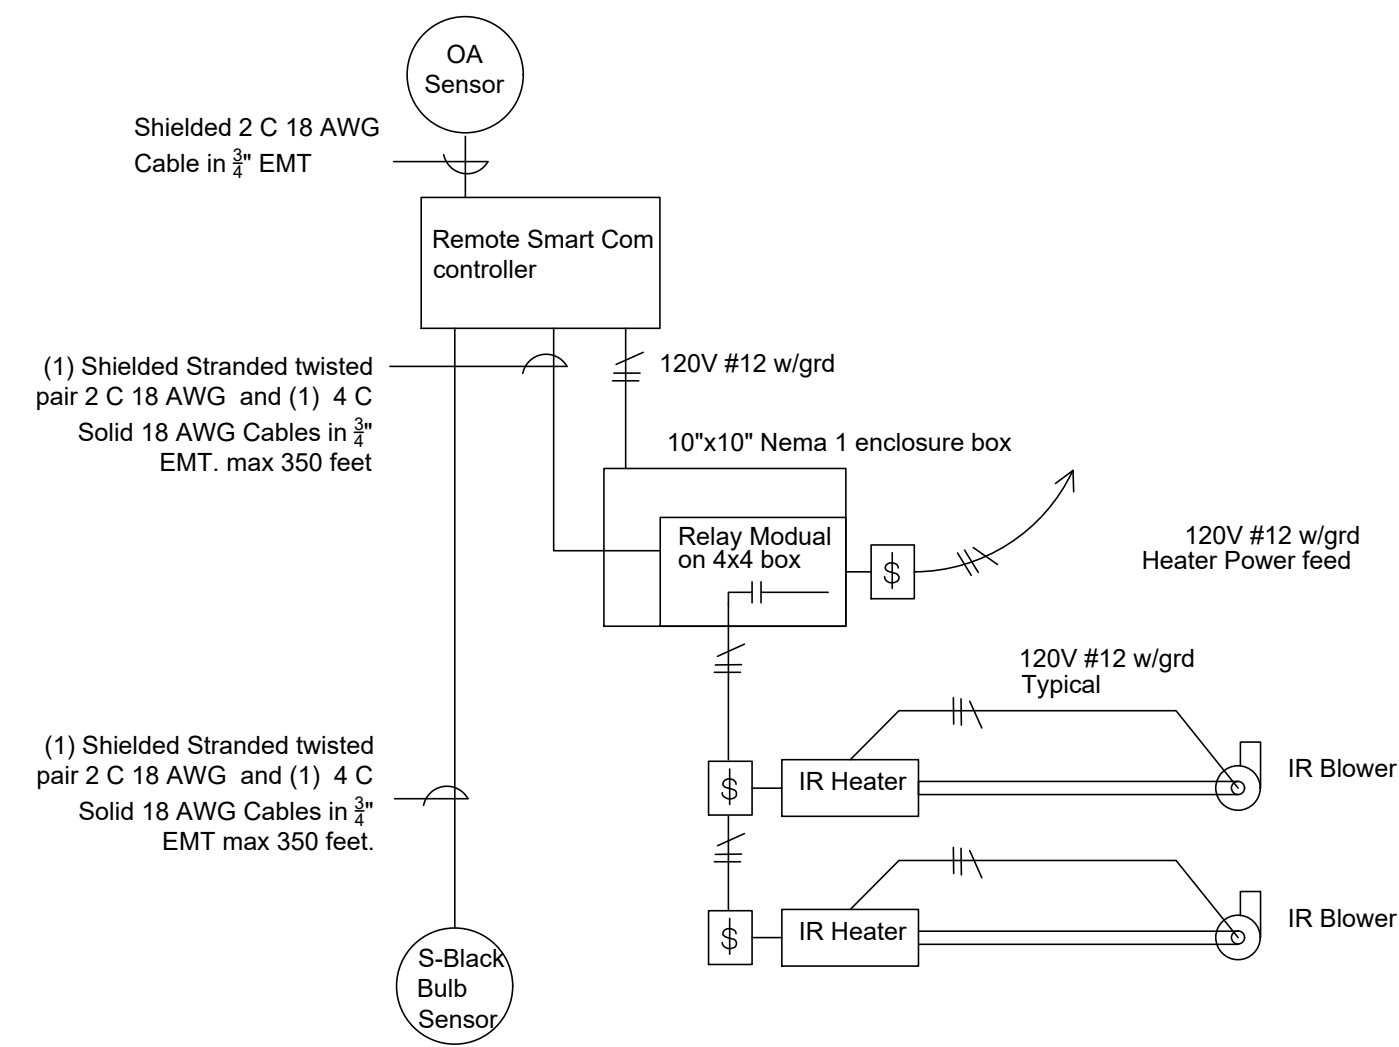 OA
Sensor
Shielded 2 C 18 AWG
Cable in 3/4" EMT
Remote Smart Com
controller
(1) Shielded Stranded twisted
pair 2 C 18 AWG and (1) 4 C
Solid 18 AWG Cables in 3/4"
EMT. max 350 feet
120V #12 w/grd
10"x10" Nema 1 enclosure box
Relay Modual
on 4x4 box
$
120V #12 w/grd
Heater Power feed
120V #12 w/grd
Typical
(1) Shielded Stranded twisted
pair 2 C 18 AWG and (1) 4 C
Solid 18 AWG Cables in 3/4"
EMT max 350 feet.
$
IR Heater
IR Blower
$
IR Heater
IR Blower
S-Black
Bulb
Sensor